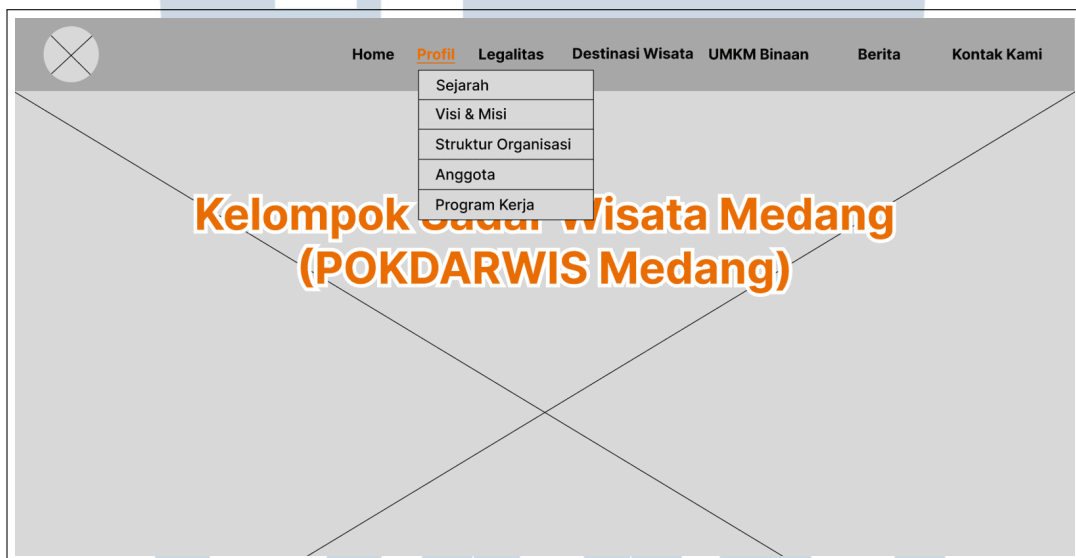 Home Profil Legalitas Destinasi Wisata UMKM Binaan Berita Kontak Kami
Sejarah
Visi & Misi
Struktur Organisasi
Anggota
Program Kerja
Kelompok Sadar Wisata Medang
(POKDARWIS Medang)